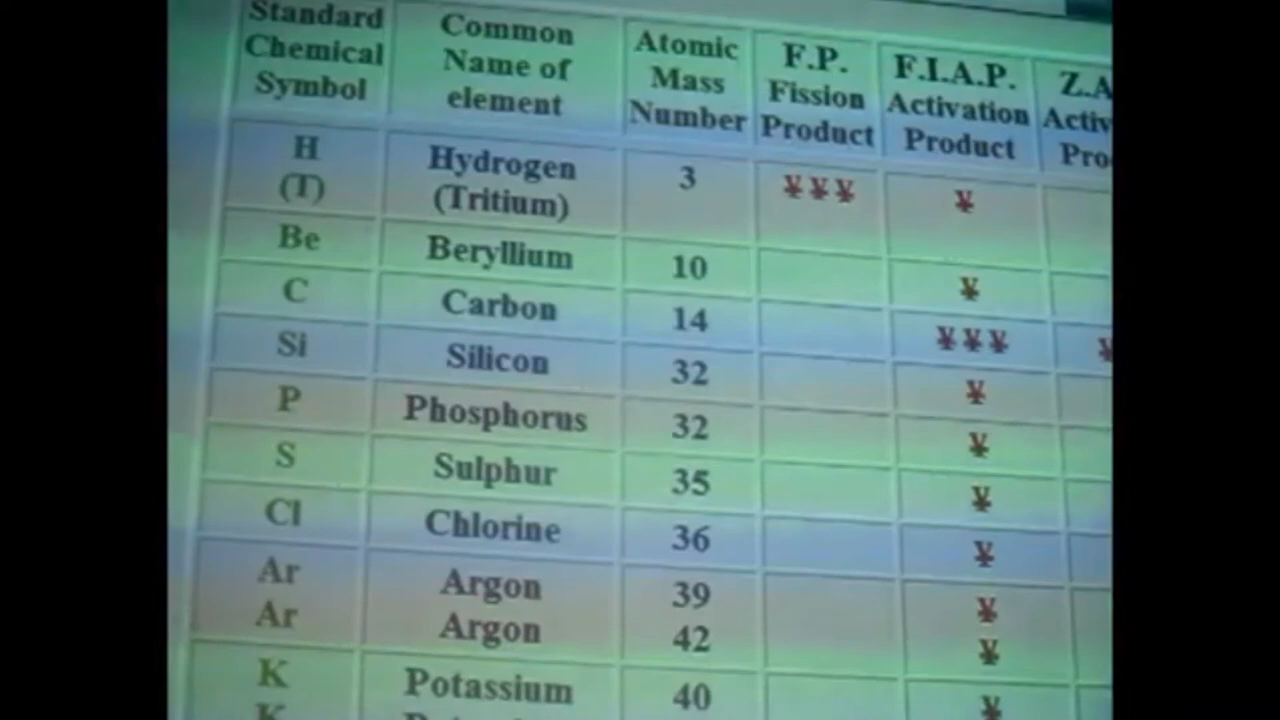 Standard Chemical Symbol Common Name of element Atomic Mass Number F.P. Fission Product F.I.A.P. Activation Product
H (T) Hydrogen (Tritium) 3 ¥¥¥ ¥
Be Beryllium 10 ¥
C Carbon 14 ¥¥¥ ¥
Si Silicon 32 ¥
P Phosphorus 32 ¥
S Sulphur 35 ¥
Cl Chlorine 36 ¥
Ar Argon 39 ¥
Ar Argon 42 ¥
K Potassium 40 ¥
K